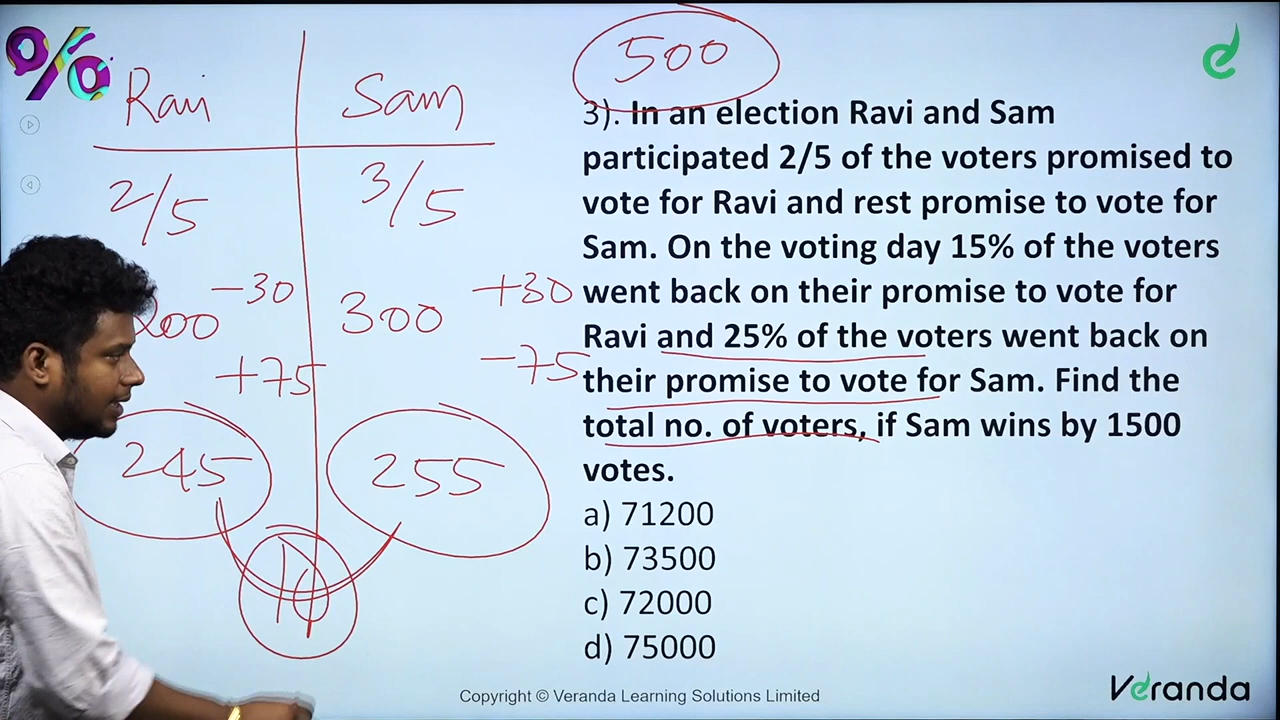 %
500
Ravi Sam
2/5 3/5
200 -30 300 +30
+75 -75
245 255
10
3). In an election Ravi and Sam
participated 2/5 of the voters promised to
vote for Ravi and rest promise to vote for
Sam. On the voting day 15% of the voters
went back on their promise to vote for
Ravi and 25% of the voters went back on
their promise to vote for Sam. Find the
total no. of voters, if Sam wins by 1500
votes.
a) 71200
b) 73500
c) 72000
d) 75000
Copyright © Veranda Learning Solutions Limited
Veranda